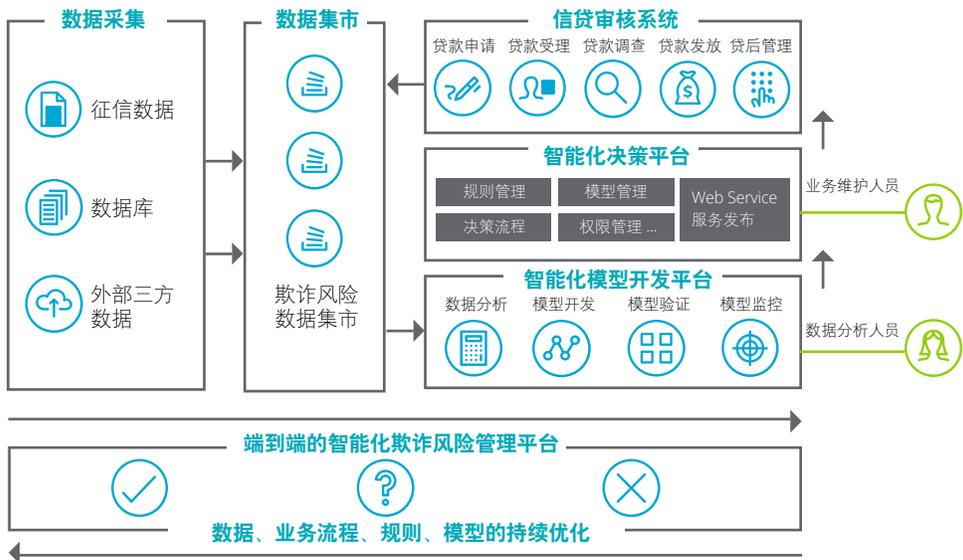 数据采集
征信数据
数据库
外部三方
数据
数据集市
欺诈风险
数据集市
信贷审核系统
贷款申请 贷款受理 贷款调查 贷款发放 贷后管理
智能化决策平台
规则管理 模型管理
决策流程 权限管理 ...
Web Service
服务发布
业务维护人员
智能化模型开发平台
数据分析 模型开发 模型验证 模型监控
数据分析人员
端到端的智能化欺诈风险管理平台
数据、业务流程、规则、模型的持续优化